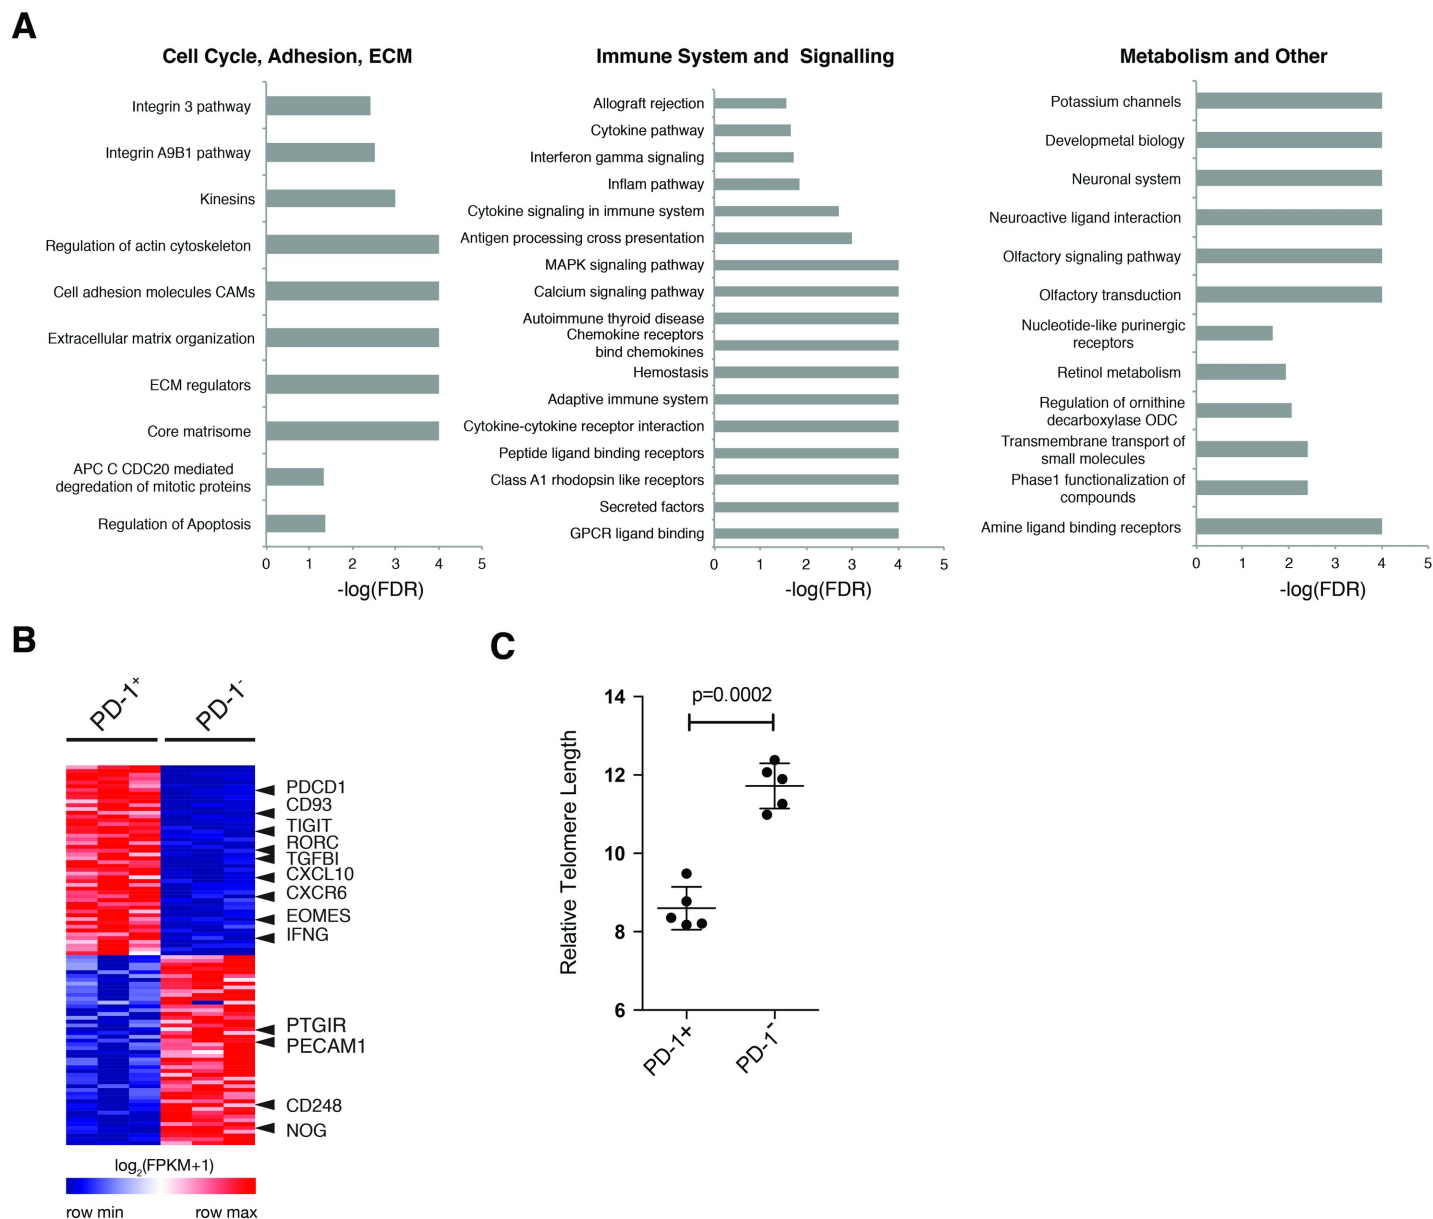 A
Cell Cycle, Adhesion, ECM
Integrin 3 pathway
Integrin A9B1 pathway
Kinesins
Regulation of actin cytoskeleton
Cell adhesion molecules CAMs
Extracellular matrix organization
ECM regulators
Core matrisome
APC C CDC20 mediated
degredation of mitotic proteins
Regulation of Apoptosis
0 1 2 3 4 5
-log(FDR)
Immune System and Signalling
Allograft rejection
Cytokine pathway
Interferon gamma signaling
Inflam pathway
Cytokine signaling in immune system
Antigen processing cross presentation
MAPK signaling pathway
Calcium signaling pathway
Autoimmune thyroid disease
Chemokine receptors
bind chemokines
Hemostasis
Adaptive immune system
Cytokine-cytokine receptor interaction
Peptide ligand binding receptors
Class A1 rhodopsin like receptors
Secreted factors
GPCR ligand binding
0 1 2 3 4 5
-log(FDR)
Metabolism and Other
Potassium channels
Developmetal biology
Neuronal system
Neuroactive ligand interaction
Olfactory signaling pathway
Olfactory transduction
Nucleotide-like purinergic
receptors
Retinol metabolism
Regulation of ornithine
decarboxylase ODC
Transmembrane transport of
small molecules
Phase1 functionalization of
compounds
Amine ligand binding receptors
0 1 2 3 4 5
-log(FDR)
B
PD-1⁺
PD-1⁻
PDCD1
CD93
TIGIT
RORC
TGFBI
CXCL10
CXCR6
EOMES
IFNG
PTGIR
PECAM1
CD248
NOG
log₂(FPKM+1)
row min row max
C
p=0.0002
Relative Telomere Length
14
12
10
8
6
PD-1+
PD-1⁻